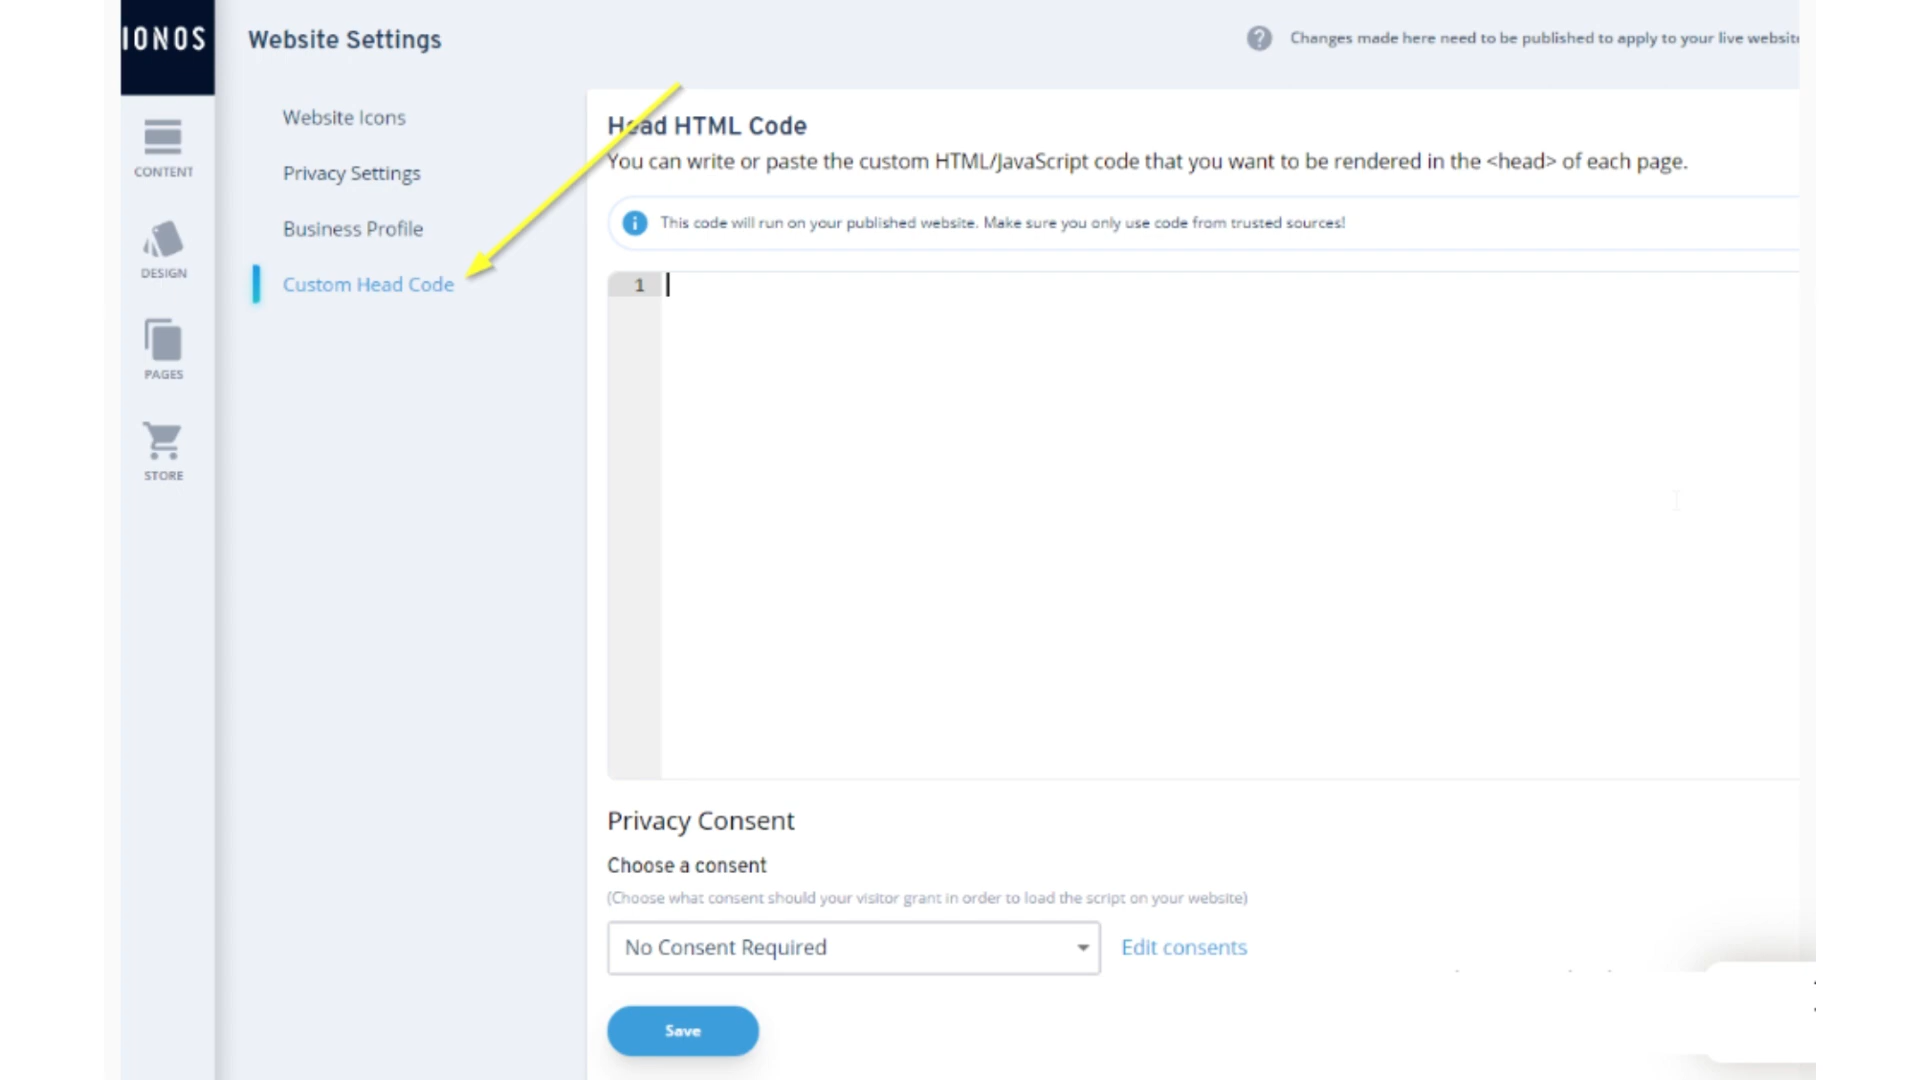 IONOS
Website Settings
Changes made here need to be published to apply to your live website
CONTENT
DESIGN
PAGES
STORE
Website Icons
Privacy Settings
Business Profile
Custom Head Code
Head HTML Code
You can write or paste the custom HTML/JavaScript code that you want to be rendered in the <head> of each page.
This code will run on your published website. Make sure you only use code from trusted sources!
1
Privacy Consent
Choose a consent
(Choose what consent should your visitor grant in order to load the script on your website)
No Consent Required
Edit consents
Save